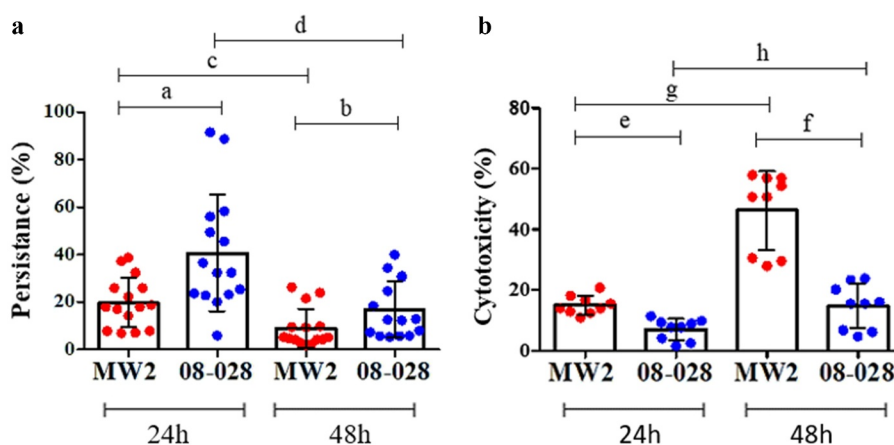 a
d
c
a
b
Persistance (%)
100
80
60
40
20
0
MW2 08-028 MW2 08-028
24h 48h
b
h
g
e
f
Cytotoxicity (%)
80
60
40
20
0
MW2 08-028 MW2 08-028
24h 48h